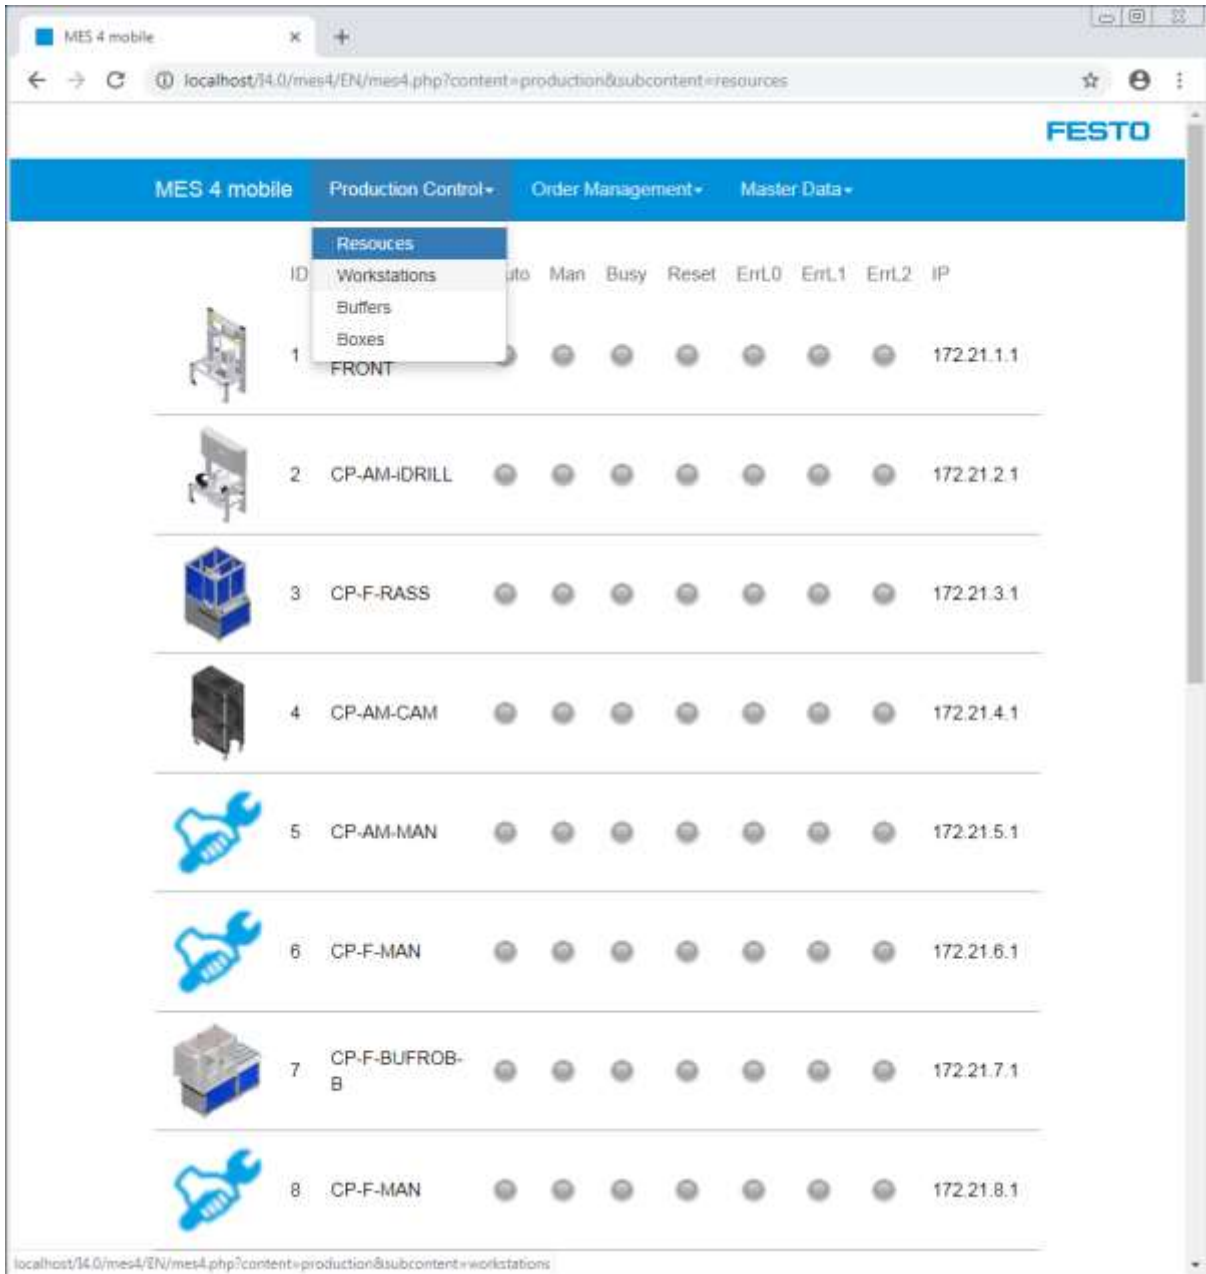 MES 4 mobile
localhost/I4.0/mes4/EN/mes4.php?content=production&subcontent=resources
FESTO
MES 4 mobile Production Control Order Management Master Data
Resouces
ID uto Man Busy Reset ErrL0 ErrL1 ErrL2 IP
Workstations
Buffers
Boxes
1 FRONT 172.21.1.1
2 CP-AM-iDRILL 172.21.2.1
3 CP-F-RASS 172.21.3.1
4 CP-AM-CAM 172.21.4.1
5 CP-AM-MAN 172.21.5.1
6 CP-F-MAN 172.21.6.1
7 CP-F-BUFROB-
B 172.21.7.1
8 CP-F-MAN 172.21.8.1
localhost/I4.0/mes4/EN/mes4.php?content=production&subcontent=workstations